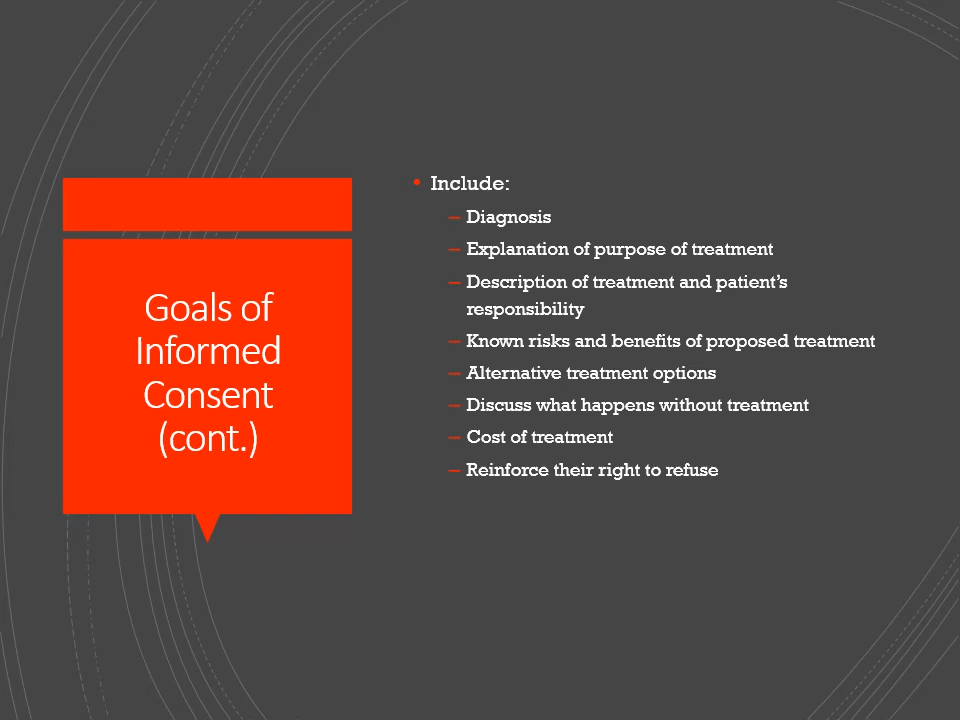 Goals of
Informed
Consent
(cont.)
• Include:
– Diagnosis
– Explanation of purpose of treatment
– Description of treatment and patient’s
responsibility
– Known risks and benefits of proposed treatment
– Alternative treatment options
– Discuss what happens without treatment
– Cost of treatment
– Reinforce their right to refuse